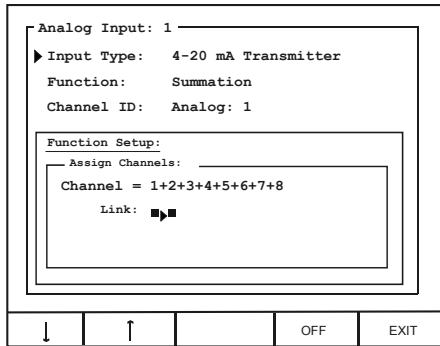 Analog Input: 1
Input Type: 4-20 mA Transmitter
Function: Summation
Channel ID: Analog: 1
Function Setup:
Assign Channels:
Channel = 1+2+3+4+5+6+7+8
Link:
OFF EXIT